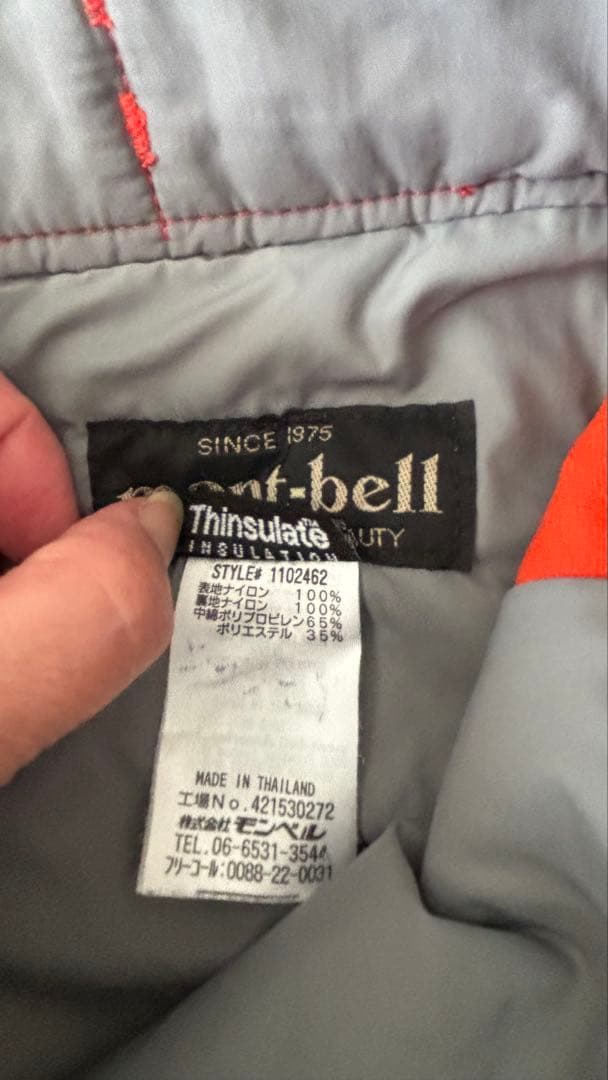 SINCE 1975
mont-bell
Thinsulate™
AUTY
INSULATION
STYLE# 1102462
表地ナイロン 100%
裏地ナイロン 100%
中綿ポリプロピレン65%
ポリエステル 35%
MADE IN THAILAND
工場No.421530272
株式会社モンベル
TEL.06-6531-3544
フリーコール:0088-22-0031